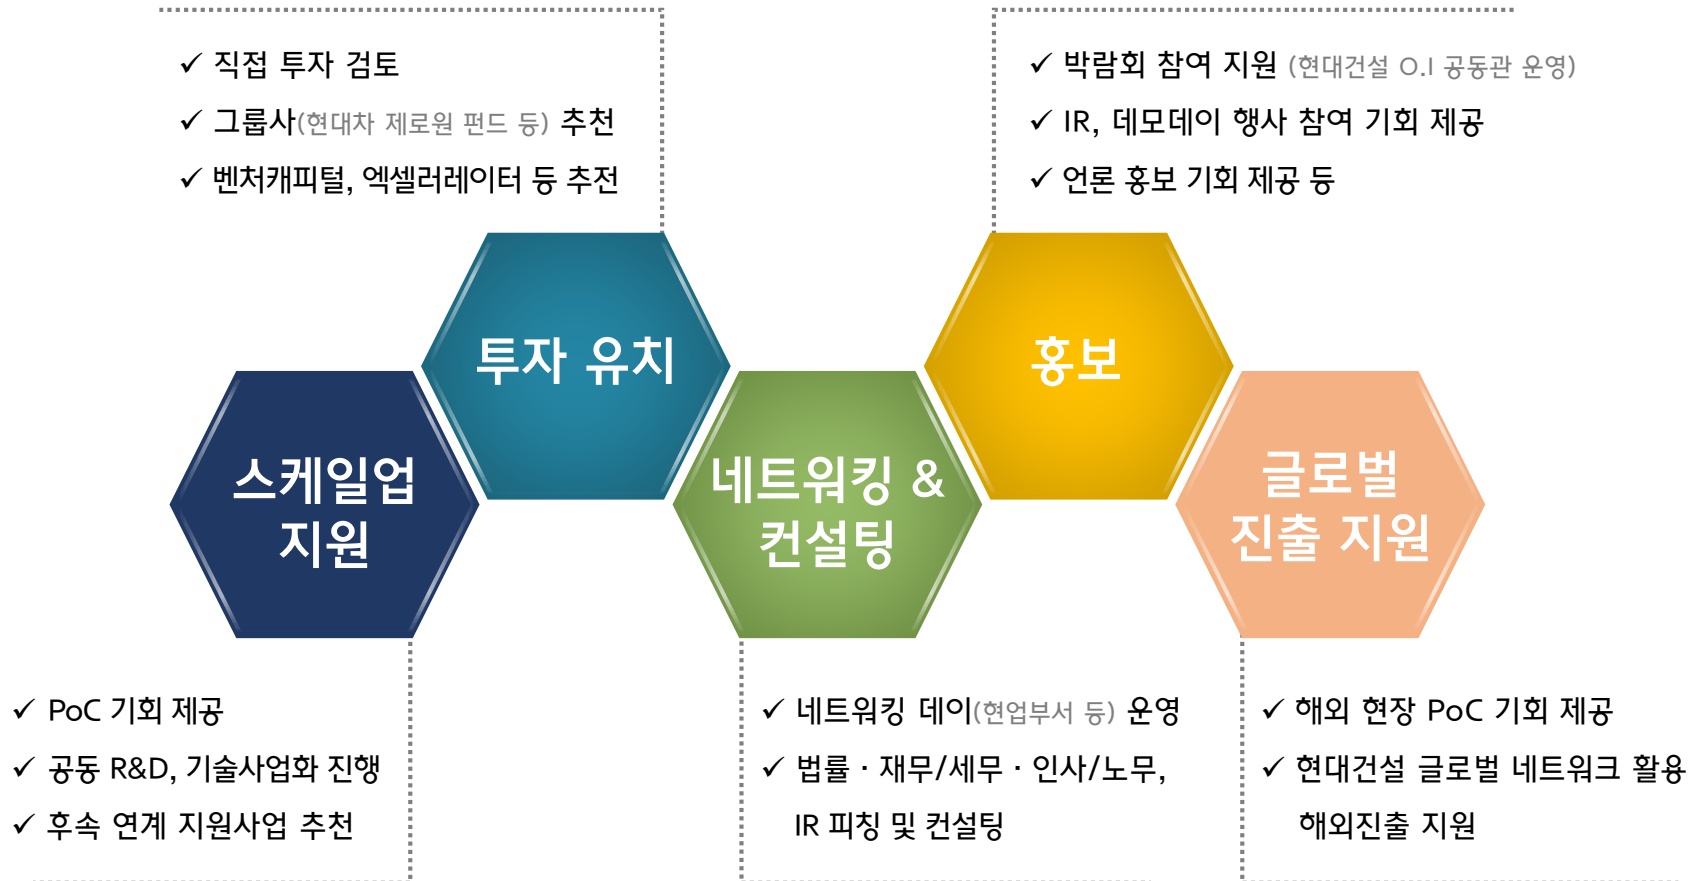 ✓ 직접 투자 검토
✓ 그룹사(현대차 제로원 펀드 등) 추천
✓ 벤처캐피털, 엑셀러레이터 등 추전
✓ 박람회 참여 지원 (현대건설 O.I 공동관 운영)
✓ IR, 데모데이 행사 참여 기회 제공
✓ 언론 홍보 기회 제공 등
스케일업
지원
투자 유치
네트워킹 &
컨설팅
홍보
글로벌
진출 지원
✓ PoC 기회 제공
✓ 공동 R&D, 기술사업화 진행
✓ 후속 연계 지원사업 추천
✓ 네트워킹 데이(현업부서 등) 운영
✓ 법률 · 재무/세무 · 인사/노무,
IR 피칭 및 컨설팅
✓ 해외 현장 PoC 기회 제공
✓ 현대건설 글로벌 네트워크 활용
해외진출 지원